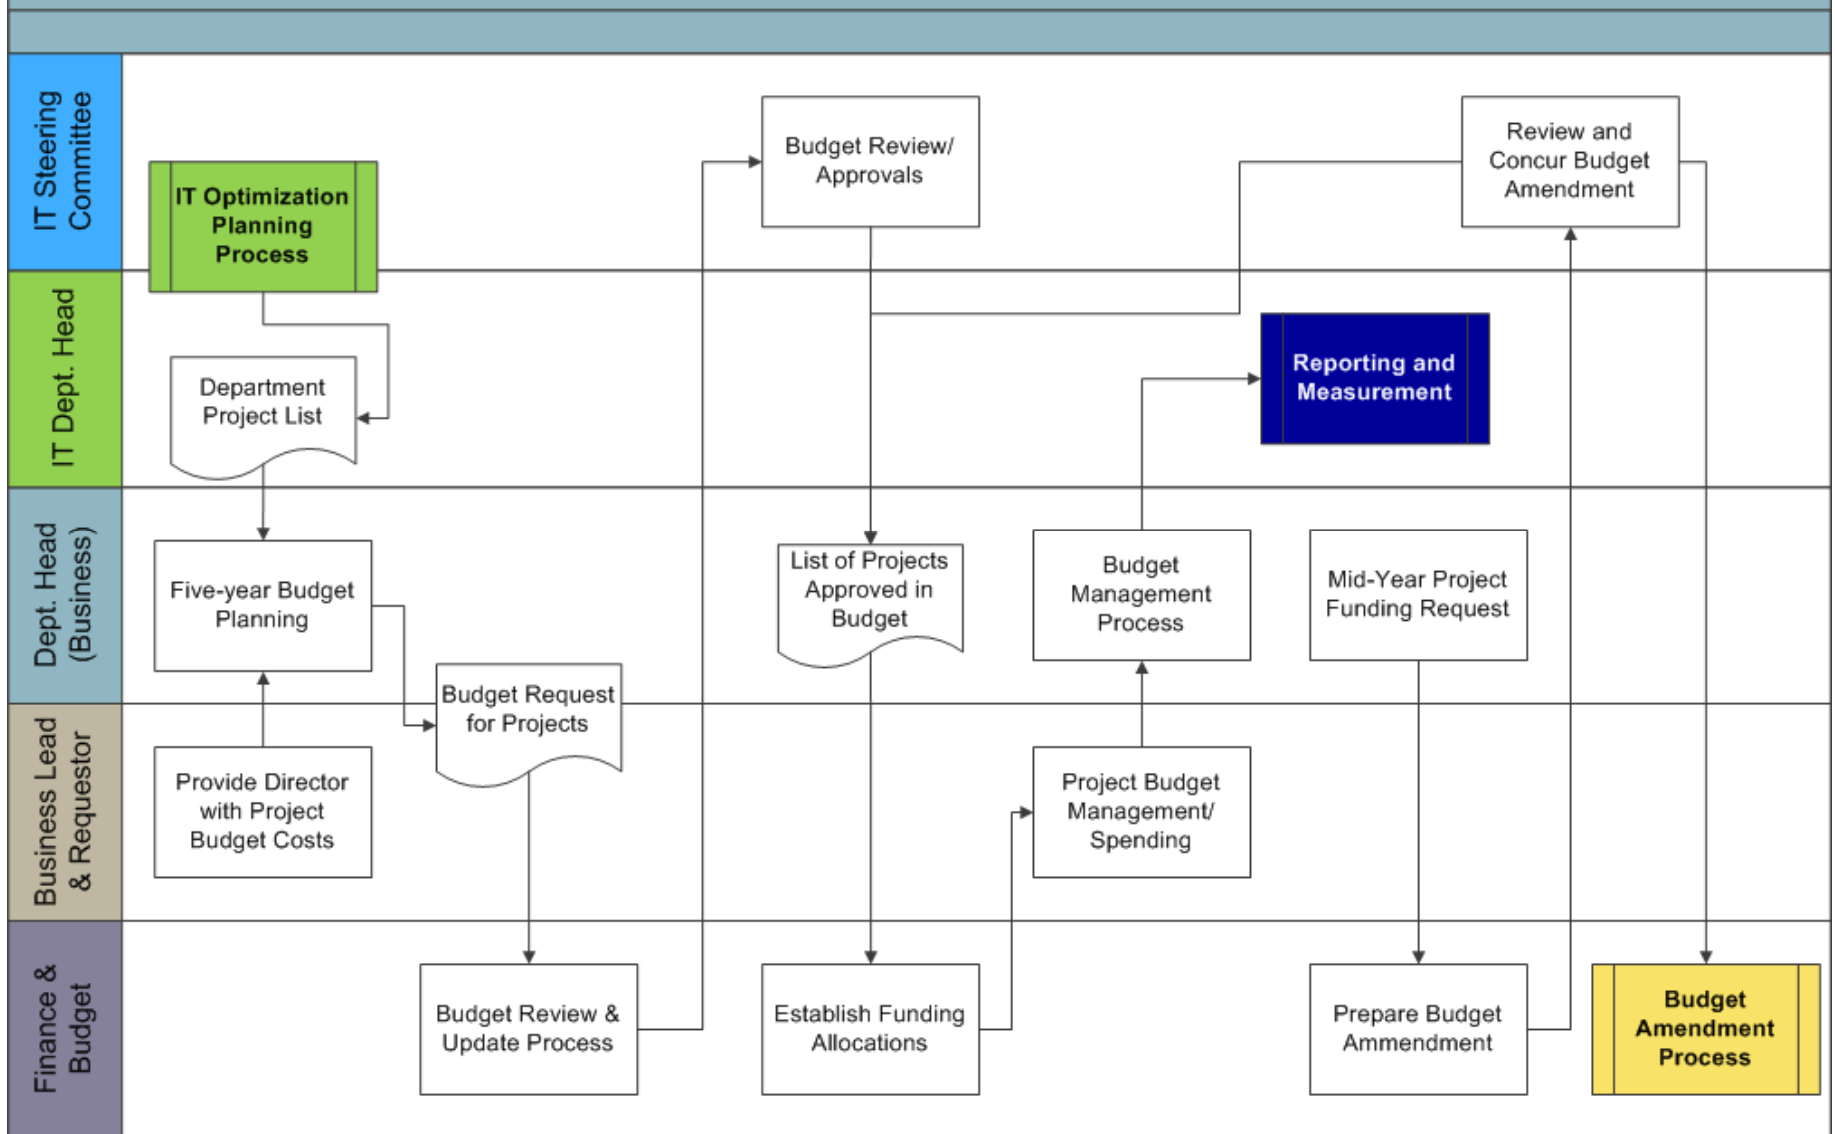 IT Steering
Committee
IT Optimization
Planning
Process
Budget Review/
Approvals
Review and
Concur Budget
Amendment
IT Dept. Head
Department
Project List
Reporting and
Measurement
Dept. Head
(Business)
Five-year Budget
Planning
Budget Request
for Projects
List of Projects
Approved in
Budget
Budget
Management
Process
Mid-Year Project
Funding Request
Business Lead
& Requestor
Provide Director
with Project
Budget Costs
Project Budget
Management/
Spending
Finance &
Budget
Budget Review &
Update Process
Establish Funding
Allocations
Prepare Budget
Ammendment
Budget
Amendment
Process